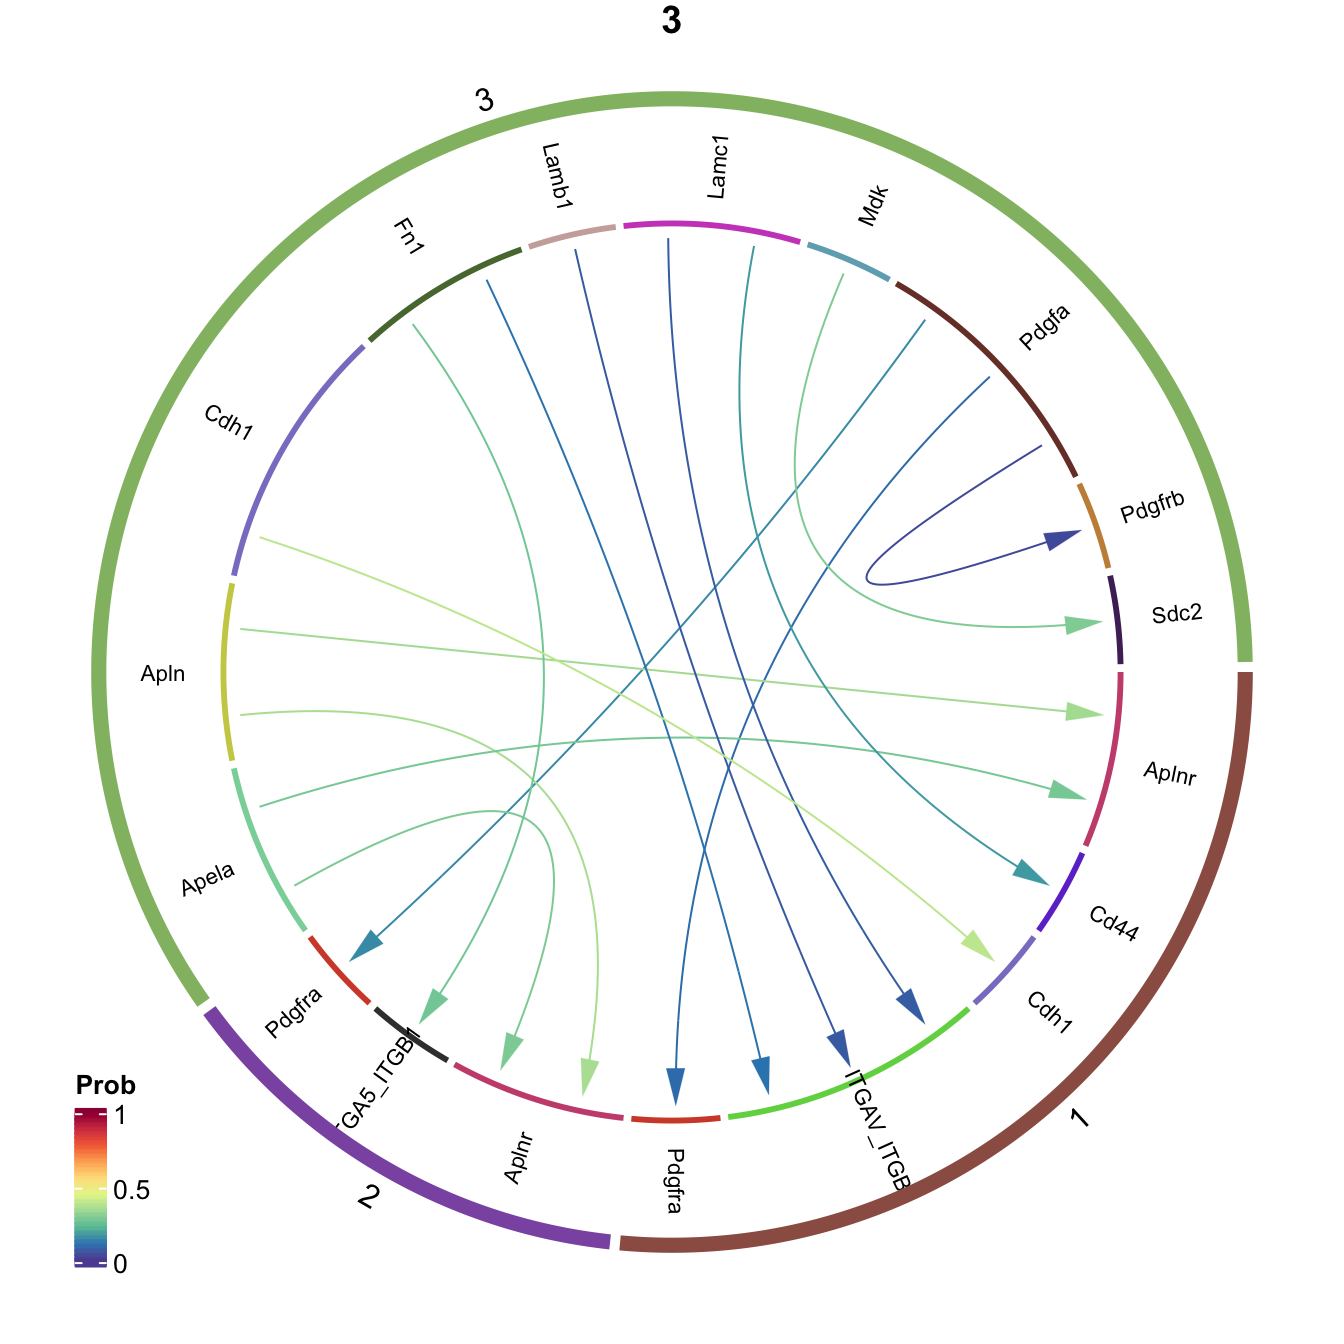 3
3
Lamb1
Lamc1
Mdk
Fn1
Pdgfa
Cdh1
Pdgfrb
Sdc2
Apln
Aplnr
Apela
Cd44
Pdgfra
Cdh1
GA5_ITGB
Aplnr
Pdgfra
ITGAV_ITGB
1
2
Prob
1
0.5
0